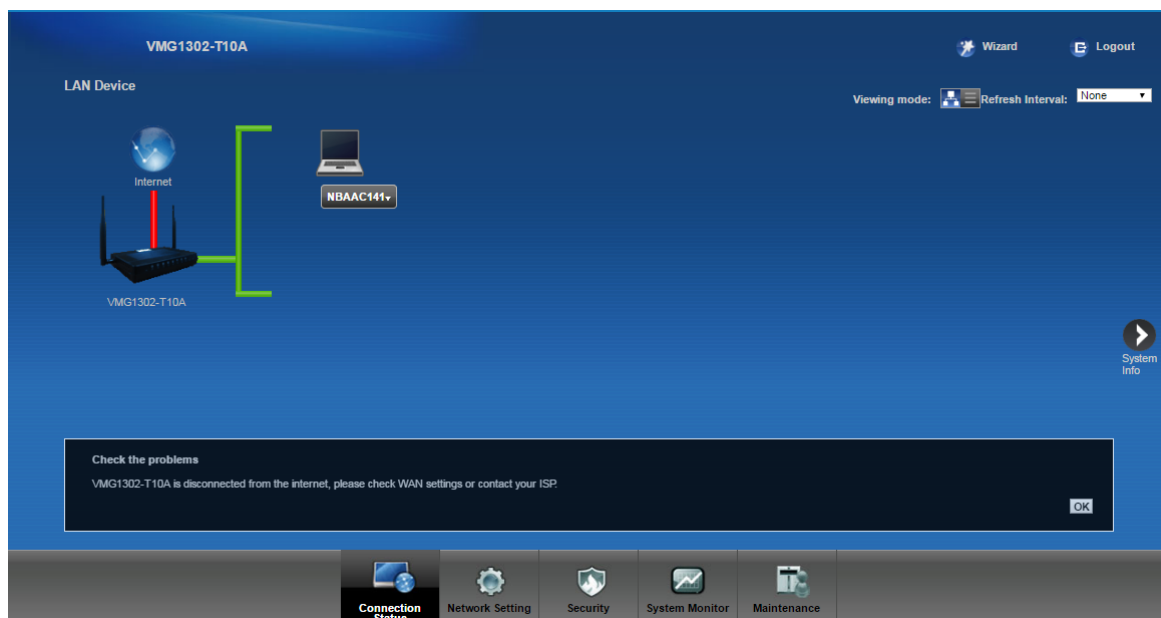 VMG1302-T10A
Wizard
Logout
LAN Device
Viewing mode:
Refresh Interval:
None
Internet
NBAAC141
VMG1302-T10A
System
Info
Check the problems
VMG1302-T10A is disconnected from the internet, please check WAN settings or contact your ISP.
OK
Connection
Status
Network Setting
Security
System Monitor
Maintenance